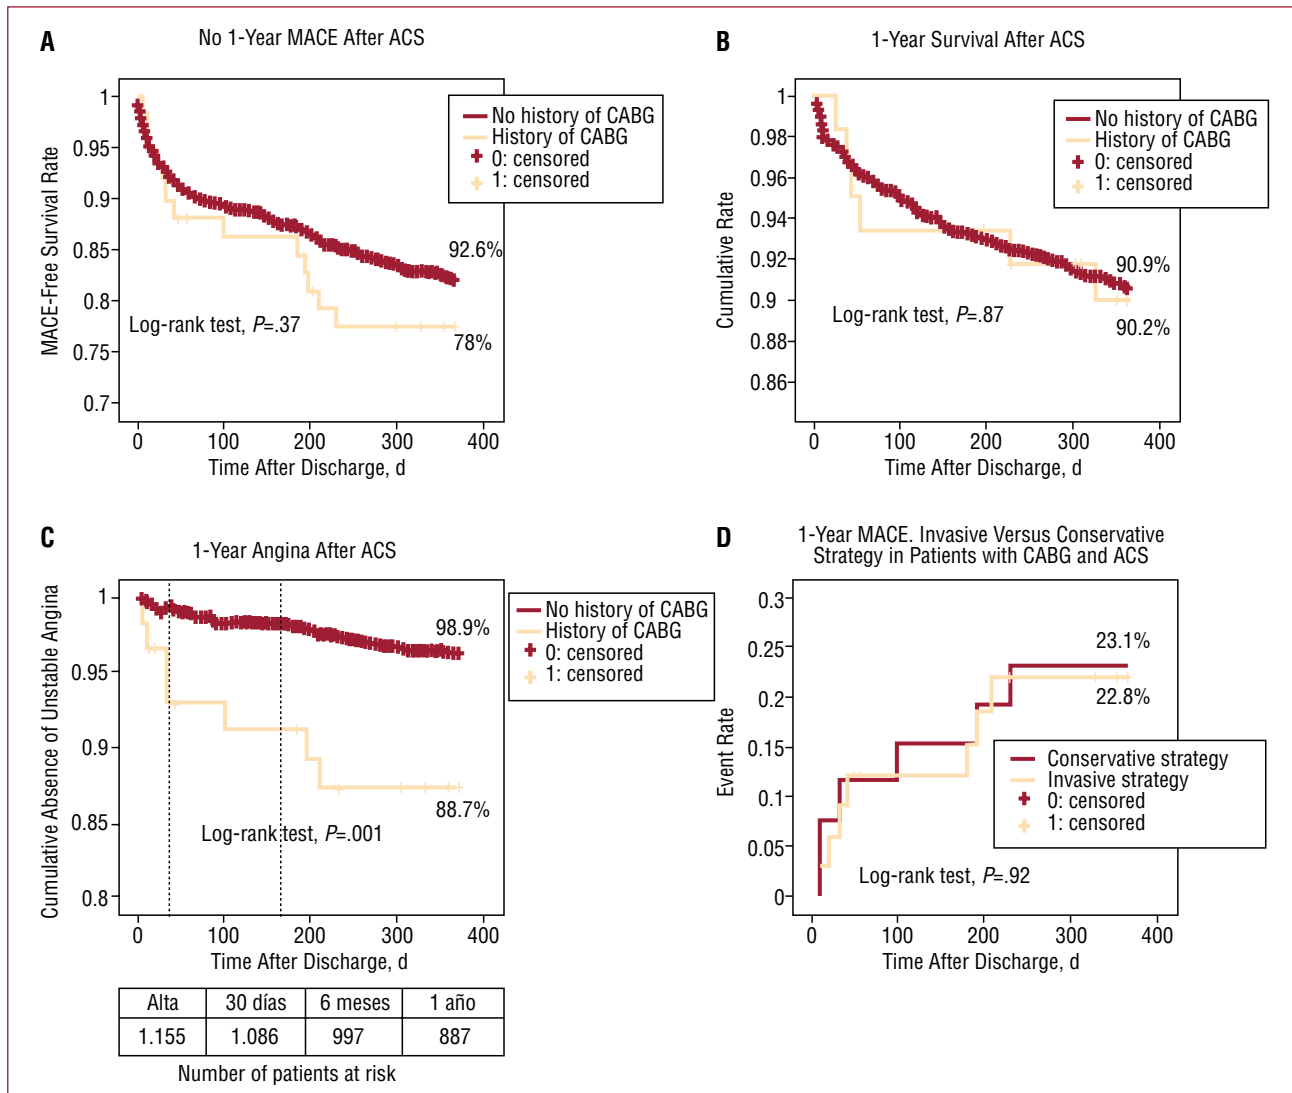 A
No 1-Year MACE After ACS
MACE-Free Survival Rate
1
0.95
0.9
0.85
0.8
0.75
0.7
No history of CABG
History of CABG
0: censored
1: censored
92.6%
78%
Log-rank test, P=.37
0 100 200 300 400
Time After Discharge, d
B
1-Year Survival After ACS
Cumulative Rate
1
0.98
0.96
0.94
0.92
0.9
0.88
0.86
No history of CABG
History of CABG
0: censored
1: censored
90.9%
90.2%
Log-rank test, P=.87
0 100 200 300 400
Time After Discharge, d
C
1-Year Angina After ACS
Cumulative Absence of Unstable Angina
1
0.95
0.9
0.85
0.8
No history of CABG
History of CABG
0: censored
1: censored
98.9%
88.7%
Log-rank test, P=.001
0 100 200 300 400
Time After Discharge, d
Alta 30 días 6 meses 1 año
1.155 1.086 997 887
Number of patients at risk
D
1-Year MACE. Invasive Versus Conservative
Strategy in Patients with CABG and ACS
Event Rate
0.3
0.25
0.2
0.15
0.1
0.05
0
23.1%
22.8%
Conservative strategy
Invasive strategy
0: censored
1: censored
Log-rank test, P=.92
0 100 200 300 400
Time After Discharge, d